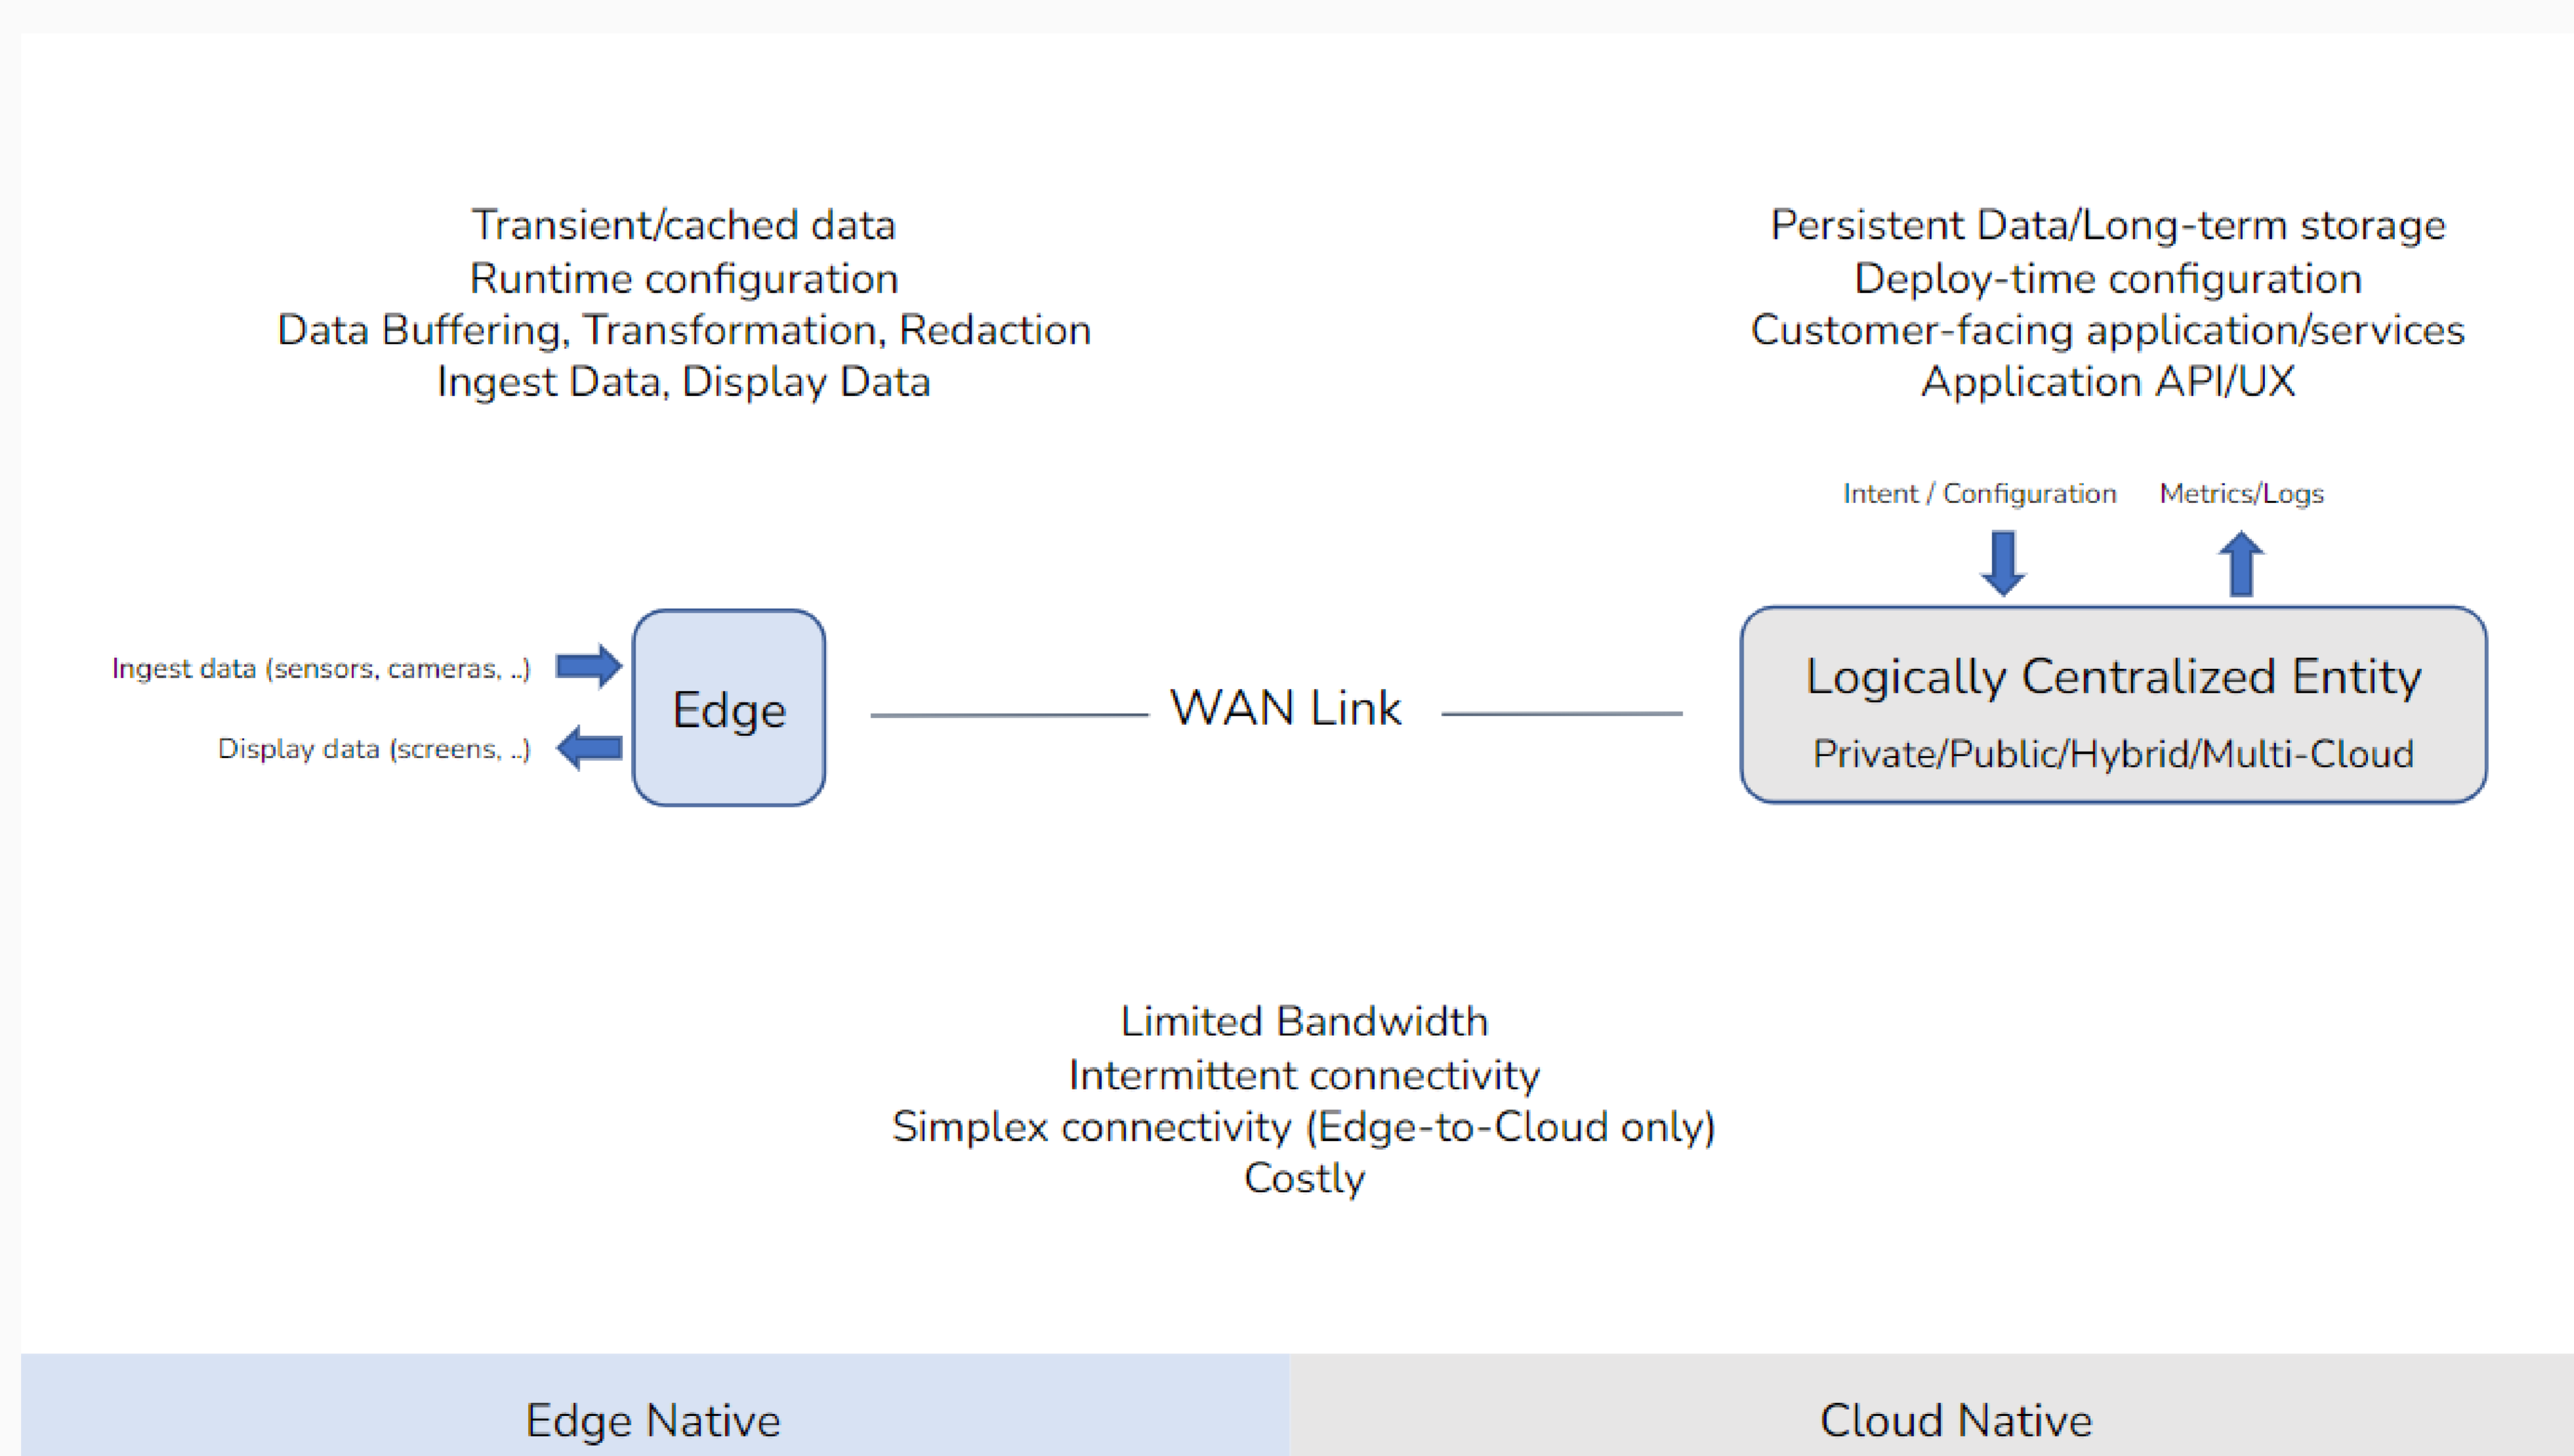 Transient/cached data
Runtime configuration
Data Buffering, Transformation, Redaction
Ingest Data, Display Data
Persistent Data/Long-term storage
Deploy-time configuration
Customer-facing application/services
Application API/UX
Intent / Configuration
Metrics/Logs
Ingest data (sensors, cameras, ..)
Display data (screens, ..)
Edge
WAN Link
Logically Centralized Entity
Private/Public/Hybrid/Multi-Cloud
Limited Bandwidth
Intermittent connectivity
Simplex connectivity (Edge-to-Cloud only)
Costly
Edge Native
Cloud Native